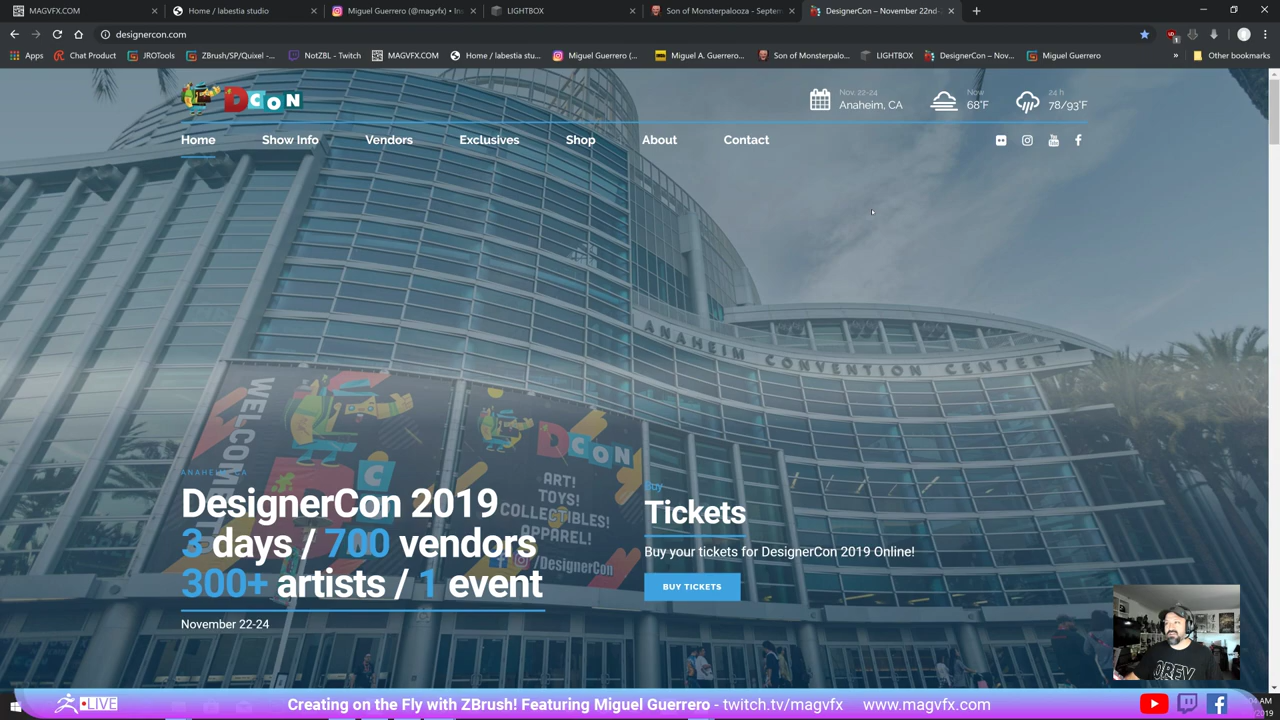 MAGVFX.COM
Home / labestia studio
Miguel Guerrero (@magvfx) • Ins
LIGHTBOX
Son of Monsterpalooza - Septem
DesignerCon – November 22nd-
designercon.com
Apps
Chat Product
JROTools
ZBrush/SP/Quixel -...
NotZBL - Twitch
MAGVFX.COM
Home / labestia stu...
Miguel Guerrero (...
Miguel A. Guerrero...
Son of Monsterpalo...
LIGHTBOX
DesignerCon – Nov...
Miguel Guerrero
»
Other bookmarks
DCON
Nov. 22-24
Anaheim, CA
Now
68°F
24 h
78/93°F
Home
Show Info
Vendors
Exclusives
Shop
About
Contact
ANAHEIM CONVENTION CENTER
DCON
ART!
TOYS!
COLLECTIBLES!
APPAREL!
/DesignerCon
ANAHEIM, CA
DesignerCon 2019
3 days / 700 vendors
300+ artists / 1 event
November 22-24
Buy
Tickets
Buy your tickets for DesignerCon 2019 Online!
BUY TICKETS
LIVE
Creating on the Fly with ZBrush! Featuring Miguel Guerrero - twitch.tv/magvfx www.magvfx.com